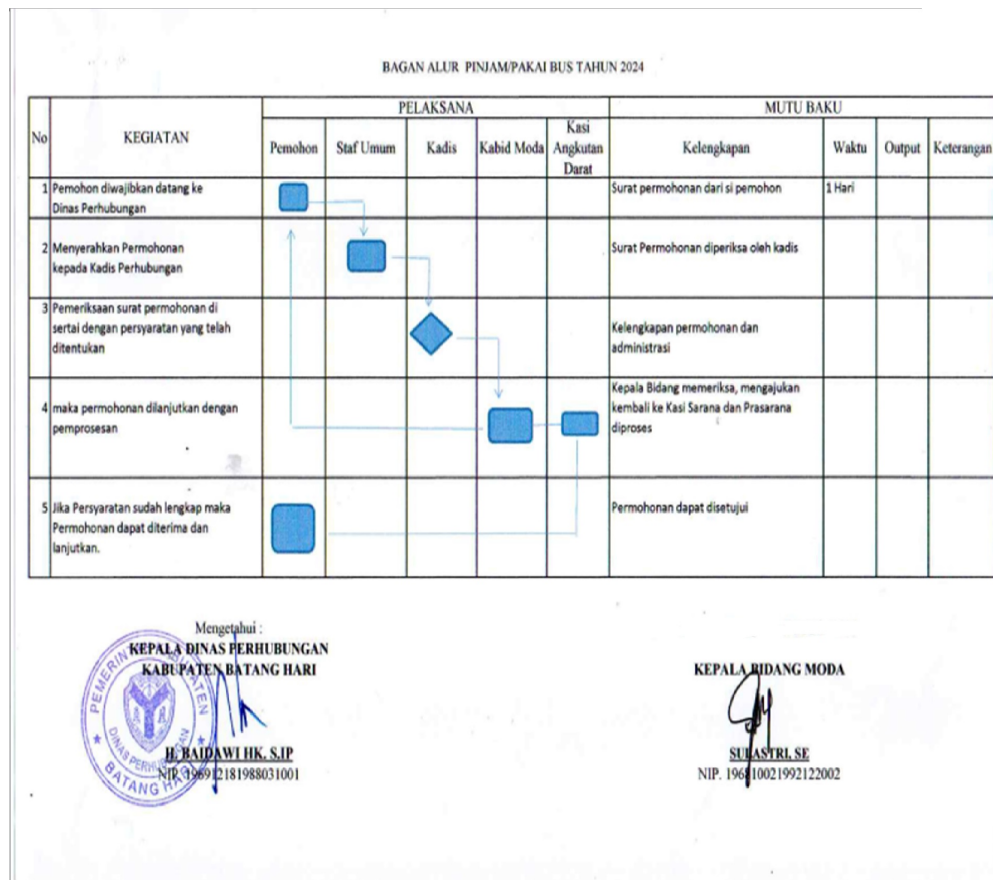 BAGAN ALUR PINJAM/PAKAI BUS TAHUN 2024
No
KEGIATAN
PELAKSANA
MUTU BAKU
Pemohon
Staf Umum
Kadis
Kabid Moda
Kasi
Angkutan
Darat
Kelengkapan
Waktu
Output
Keterangan
1
Pemohon diwajibkan datang ke
Dinas Perhubungan
Surat permohonan dari si pemohon
1 Hari
2
Menyerahkan Permohonan
kepada Kadis Perhubungan
Surat Permohonan diperiksa oleh kadis
3
Pemeriksaan surat permohonan di
sertai dengan persyaratan yang telah
ditentukan
Kelengkapan permohonan dan
administrasi
4
maka permohonan dilanjutkan dengan
pemprosesan
Kepala Bidang memeriksa, mengajukan
kembali ke Kasi Sarana dan Prasarana
diproses
5
Jika Persyaratan sudah lengkap maka
Permohonan dapat diterima dan
lanjutkan.
Permohonan dapat disetujui
Mengetahui :
KEPALA DINAS PERHUBUNGAN
KABUPATEN BATANG HARI
PEMERINTAH KABUPATEN
DINAS PERHUBUNGAN
BATANG HARI
H. BAIDAWI HK. S.IP
NIP. 196912181988031001
KEPALA BIDANG MODA
SULASTRI, SE
NIP. 196810021992122002